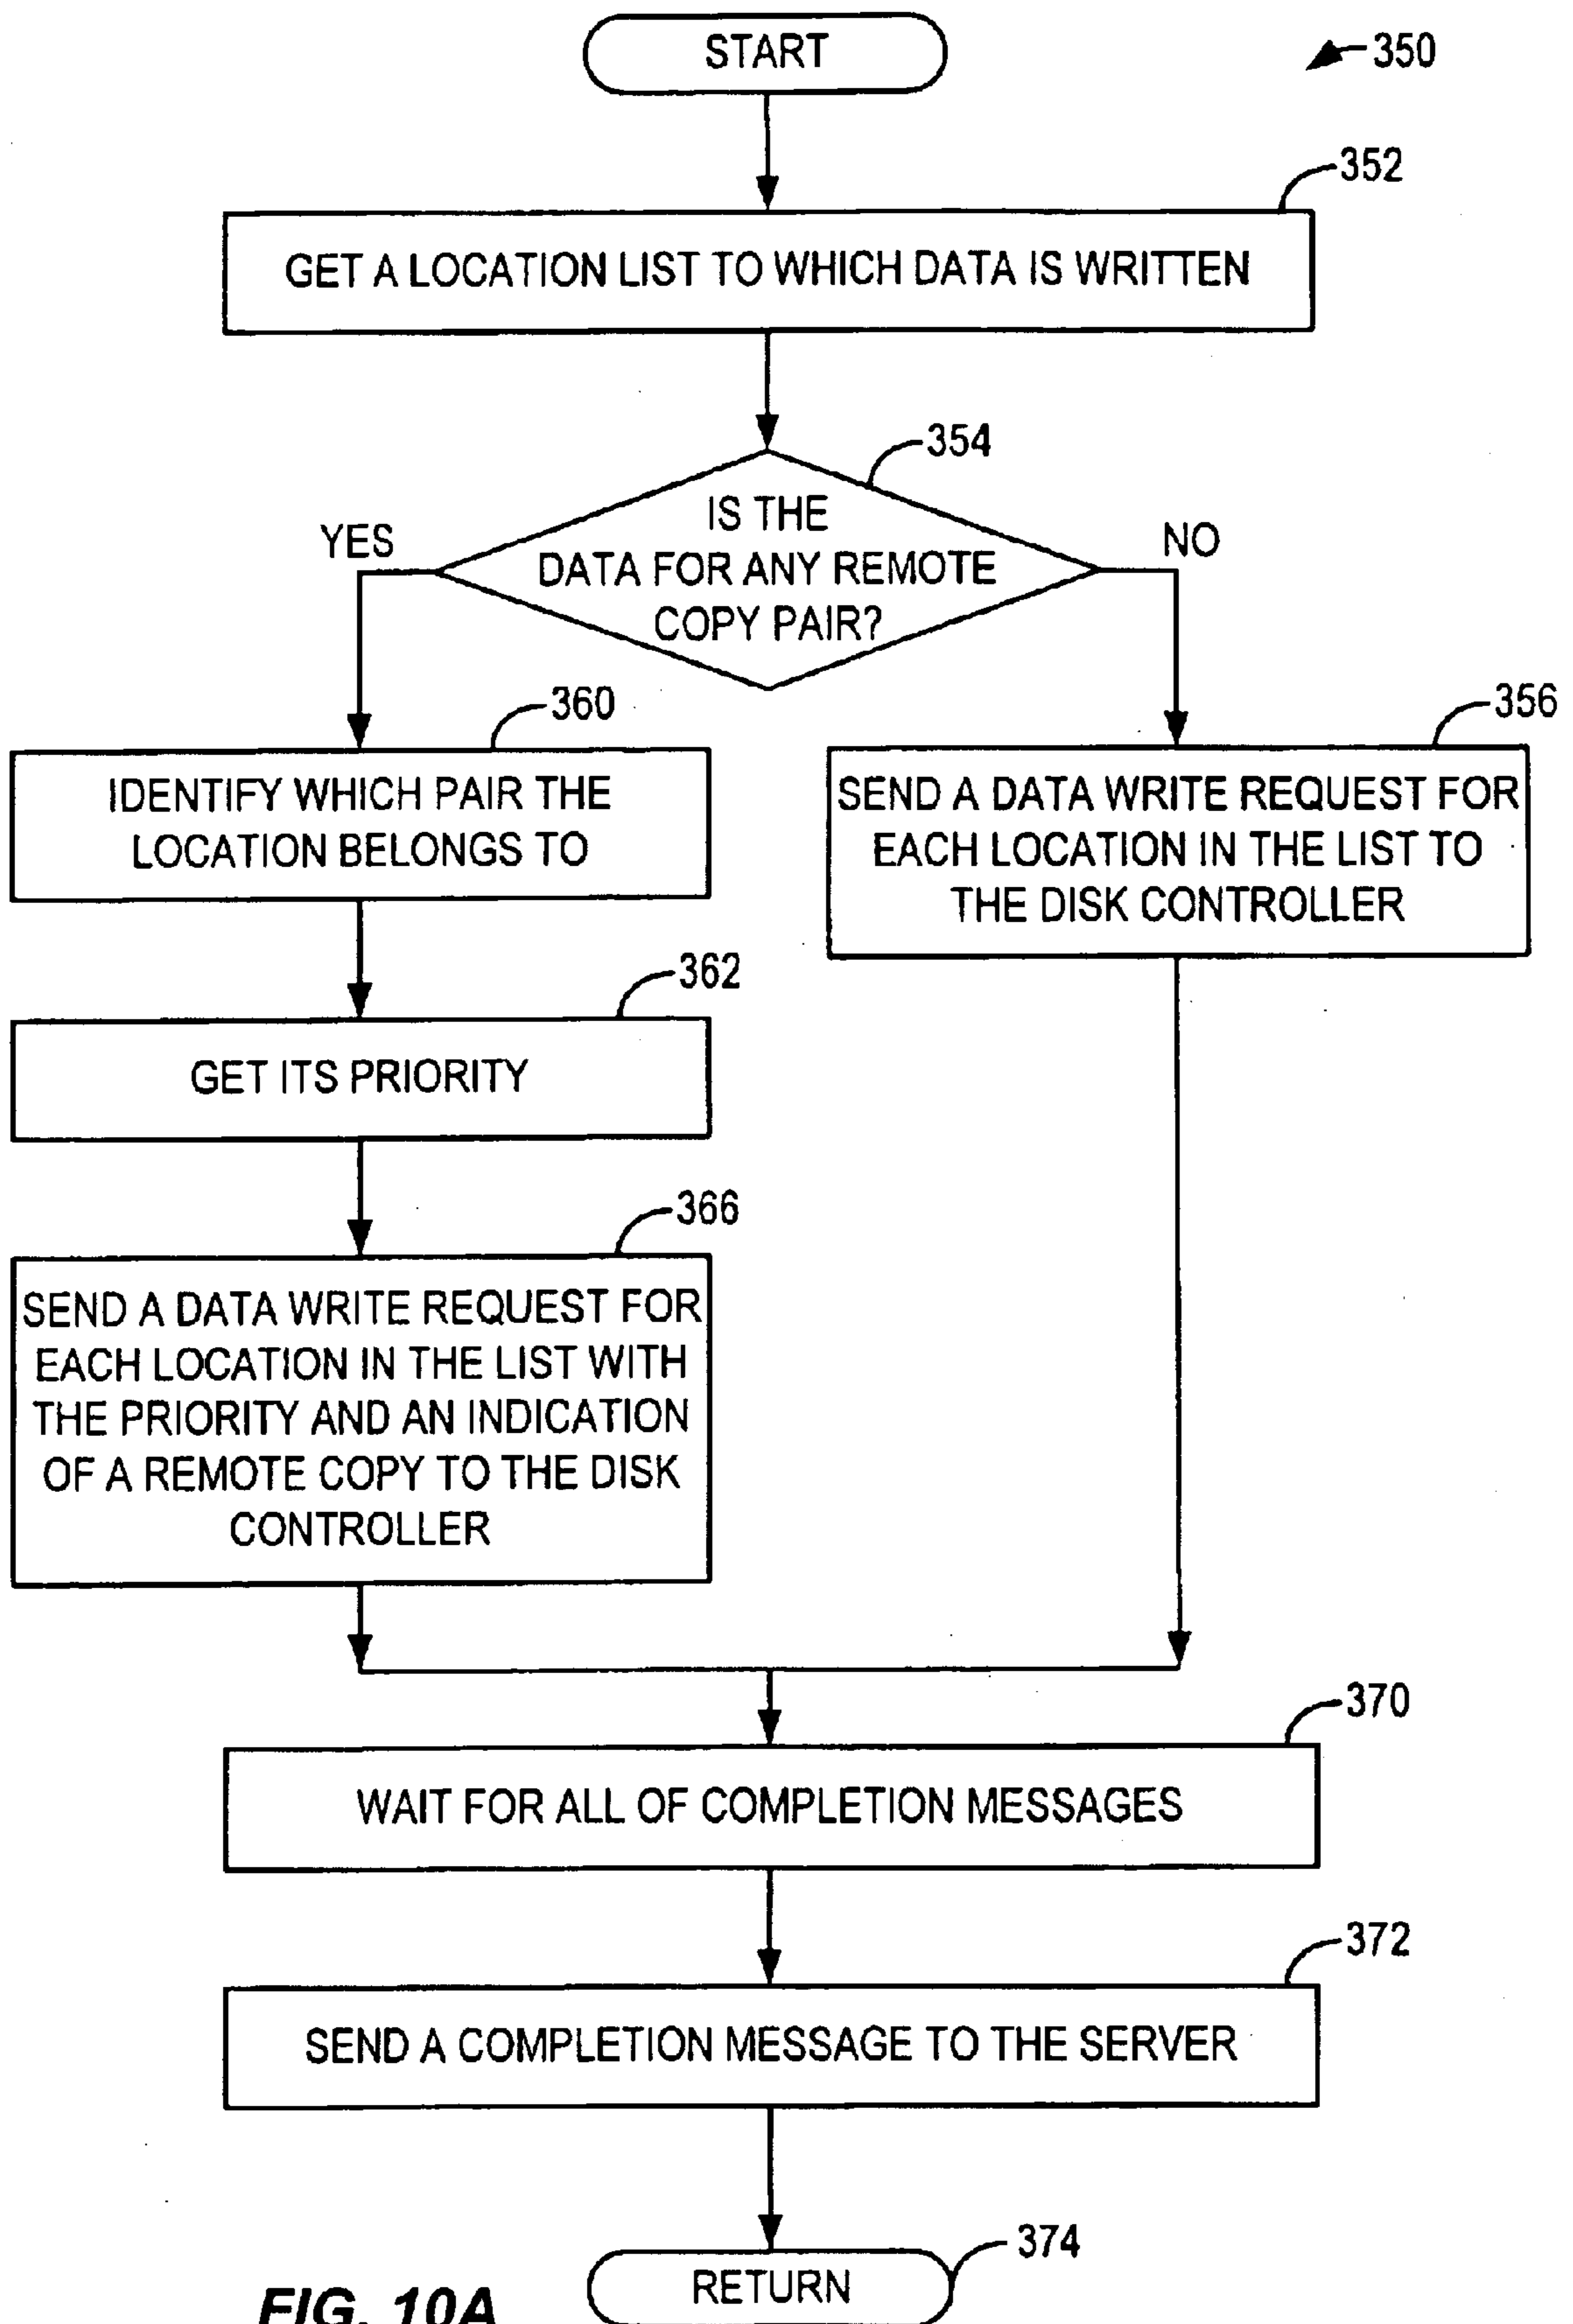 START
350
352
GET A LOCATION LIST TO WHICH DATA IS WRITTEN
354
IS THE
DATA FOR ANY REMOTE
COPY PAIR?
YES
NO
360
IDENTIFY WHICH PAIR THE
LOCATION BELONGS TO
356
SEND A DATA WRITE REQUEST FOR
EACH LOCATION IN THE LIST TO
THE DISK CONTROLLER
362
GET ITS PRIORITY
366
SEND A DATA WRITE REQUEST FOR
EACH LOCATION IN THE LIST WITH
THE PRIORITY AND AN INDICATION
OF A REMOTE COPY TO THE DISK
CONTROLLER
370
WAIT FOR ALL OF COMPLETION MESSAGES
372
SEND A COMPLETION MESSAGE TO THE SERVER
374
RETURN
FIG. 10A